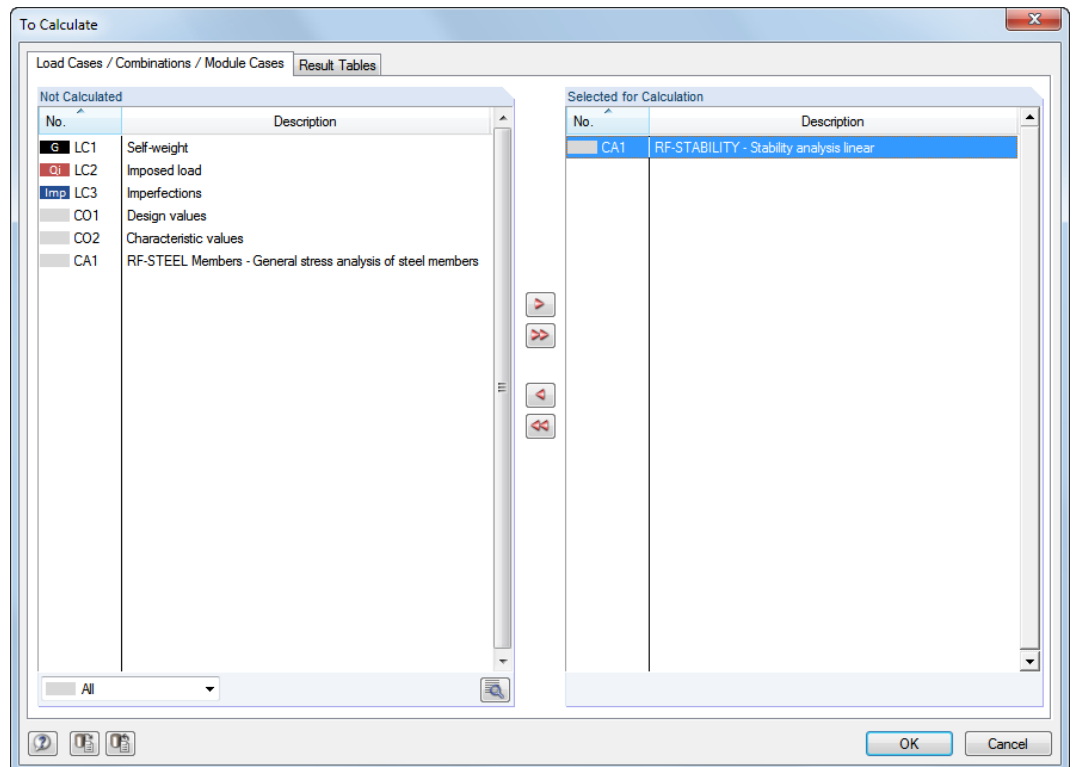 To Calculate
Load Cases / Combinations / Module Cases Result Tables
Not Calculated
No. Description
G LC1 Self-weight
Qi LC2 Imposed load
Imp LC3 Imperfections
CO1 Design values
CO2 Characteristic values
CA1 RF-STEEL Members - General stress analysis of steel members
All
Selected for Calculation
No. Description
CA1 RF-STABILITY - Stability analysis linear
OK Cancel